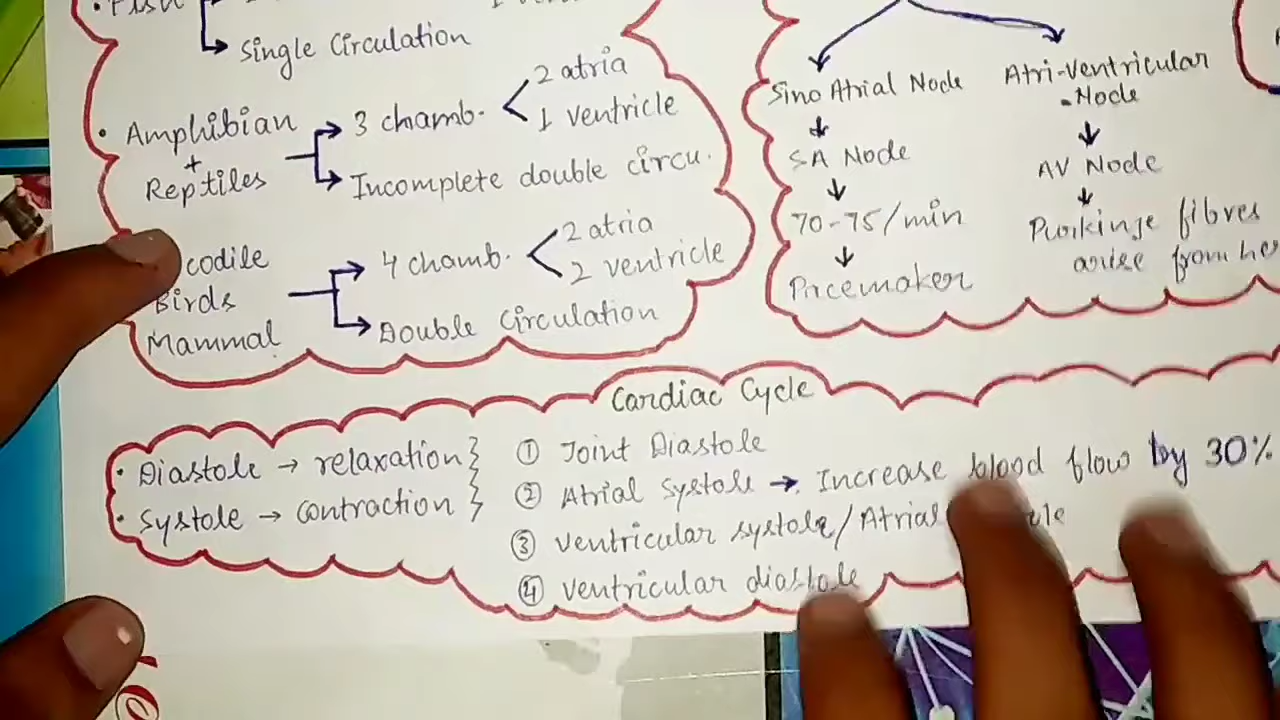 Single Circulation
• Amphibian
+
Reptiles
3 chamb.
2 atria
1 ventricle
Incomplete double circu.
codile
Birds
Mammal
4 chamb.
2 atria
2 ventricle
Double Circulation
Sino Atrial Node
SA Node
70-75/min
Pacemaker
Atri-ventricular
Node
AV Node
Purkinje fibres
arise from
Cardiac Cycle
• Diastole → relaxation
• Systole → contraction
① Joint Diastole
② Atrial Systole → Increase blood flow by 30%
③ ventricular systole/Atrial
④ ventricular diastole